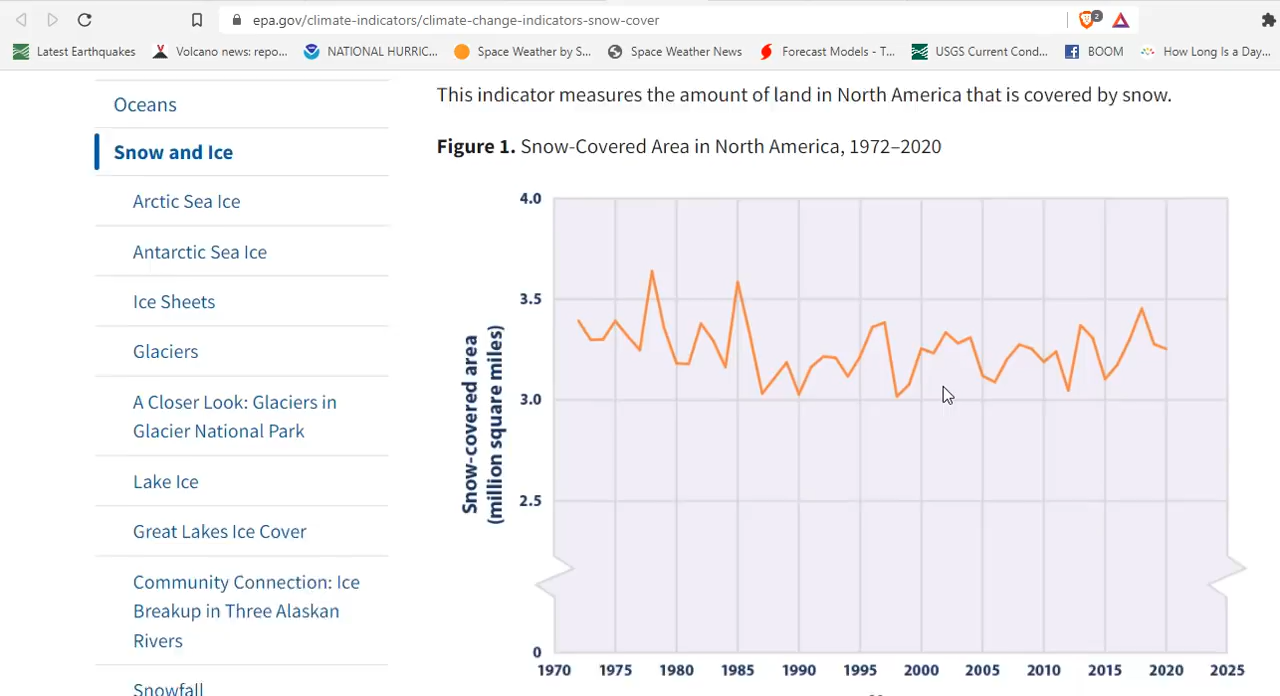 epa.gov/climate-indicators/climate-change-indicators-snow-cover
2
Latest Earthquakes
Volcano news: repo...
NATIONAL HURRIC...
Space Weather by S...
Space Weather News
Forecast Models - T...
USGS Current Cond...
BOOM
How Long Is a Day...
Oceans
Snow and Ice
Arctic Sea Ice
Antarctic Sea Ice
Ice Sheets
Glaciers
A Closer Look: Glaciers in
Glacier National Park
Lake Ice
Great Lakes Ice Cover
Community Connection: Ice
Breakup in Three Alaskan
Rivers
Snowfall
This indicator measures the amount of land in North America that is covered by snow.
Figure 1. Snow-Covered Area in North America, 1972–2020
Snow-covered area
(million square miles)
4.0
3.5
3.0
2.5
0
1970 1975 1980 1985 1990 1995 2000 2005 2010 2015 2020 2025